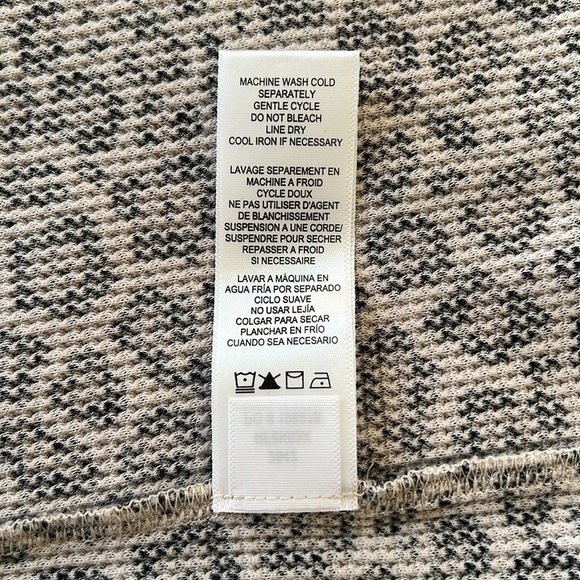 MACHINE WASH COLD
SEPARATELY
GENTLE CYCLE
DO NOT BLEACH
LINE DRY
COOL IRON IF NECESSARY
LAVAGE SEPAREMENT EN
MACHINE A FROID
CYCLE DOUX
NE PAS UTILISER D'AGENT
DE BLANCHISSEMENT
SUSPENSION A UNE CORDE/
SUSPENDRE POUR SECHER
REPASSER A FROID
SI NECESSAIRE
LAVAR A MÁQUINA EN
AGUA FRÍA POR SEPARADO
CICLO SUAVE
NO USAR LEJÍA
COLGAR PARA SECAR
PLANCHAR EN FRÍO
CUANDO SEA NECESARIO